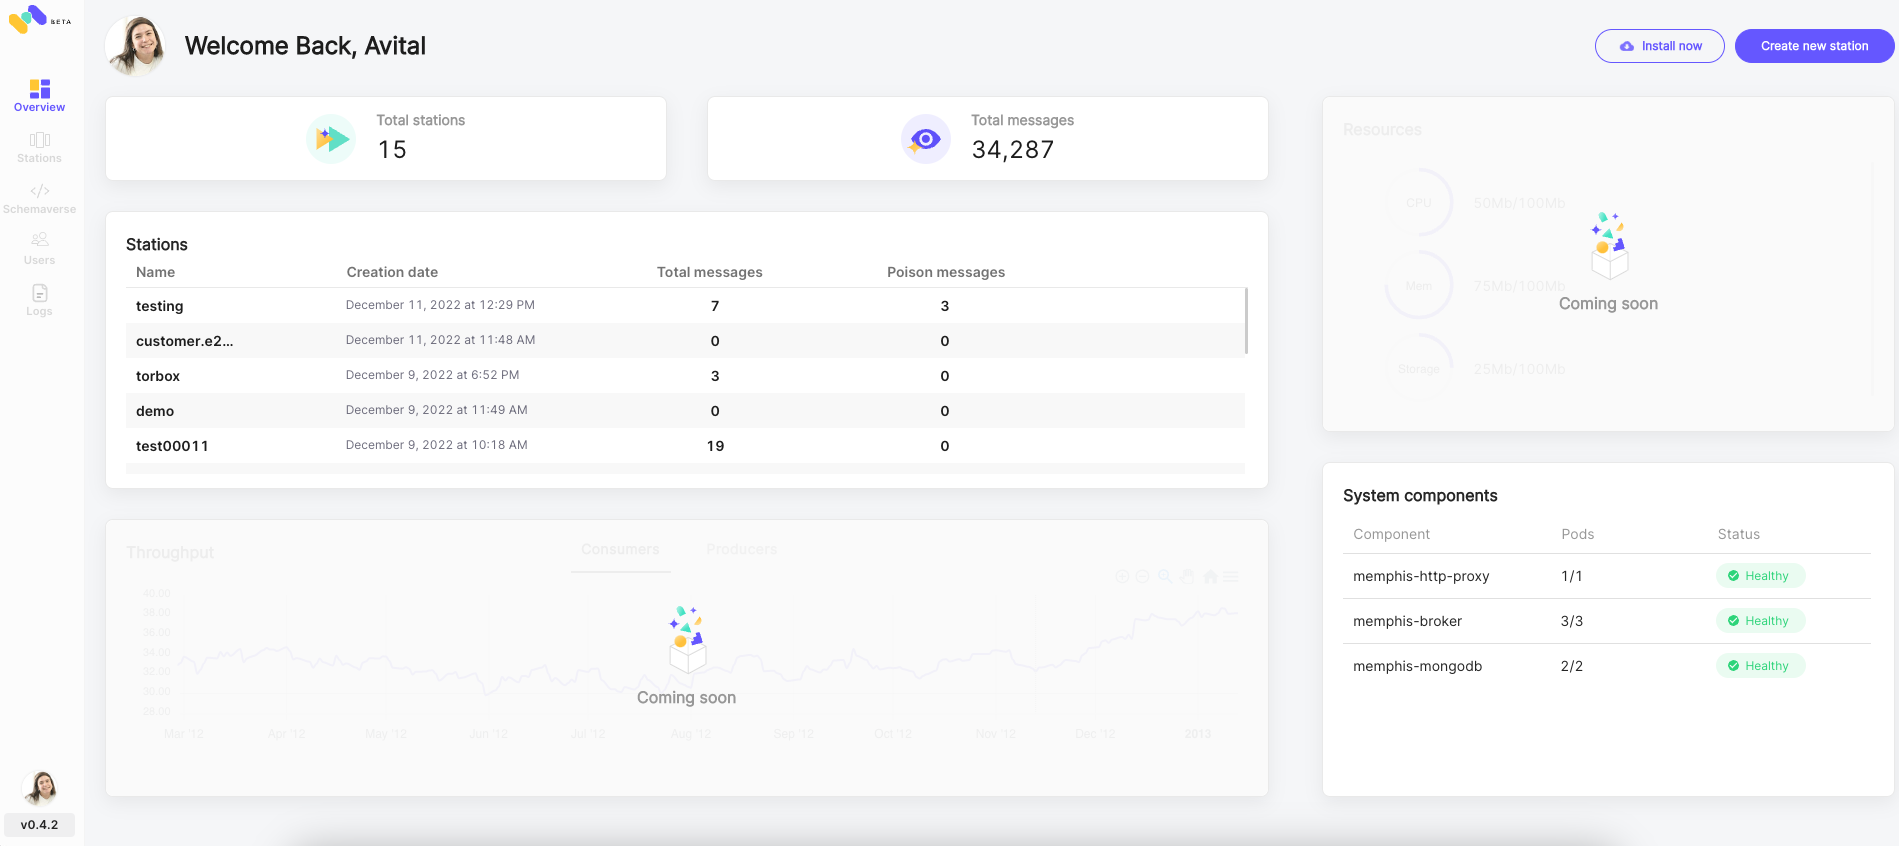 BETA
Welcome Back, Avital
Install now
Create new station
Overview
Stations
Schemaverse
Users
Logs
v0.4.2
Total stations
15
Total messages
34,287
Stations
Name Creation date Total messages Poison messages
testing December 11, 2022 at 12:29 PM 7 3
customer.e2... December 11, 2022 at 11:48 AM 0 0
torbox December 9, 2022 at 6:52 PM 3 0
demo December 9, 2022 at 11:49 AM 0 0
test00011 December 9, 2022 at 10:18 AM 19 0
Throughput
Consumers Producers
40.00
38.00
36.00
34.00
32.00
30.00
28.00
Coming soon
Mar '12 Apr '12 May '12 Jun '12 Jul '12 Aug '12 Sep '12 Oct '12 Nov '12 Dec '12 2013
Resources
CPU 50Mb/100Mb
Mem 75Mb/100Mb
Coming soon
Storage 25Mb/100Mb
System components
Component Pods Status
memphis-http-proxy 1/1 Healthy
memphis-broker 3/3 Healthy
memphis-mongodb 2/2 Healthy